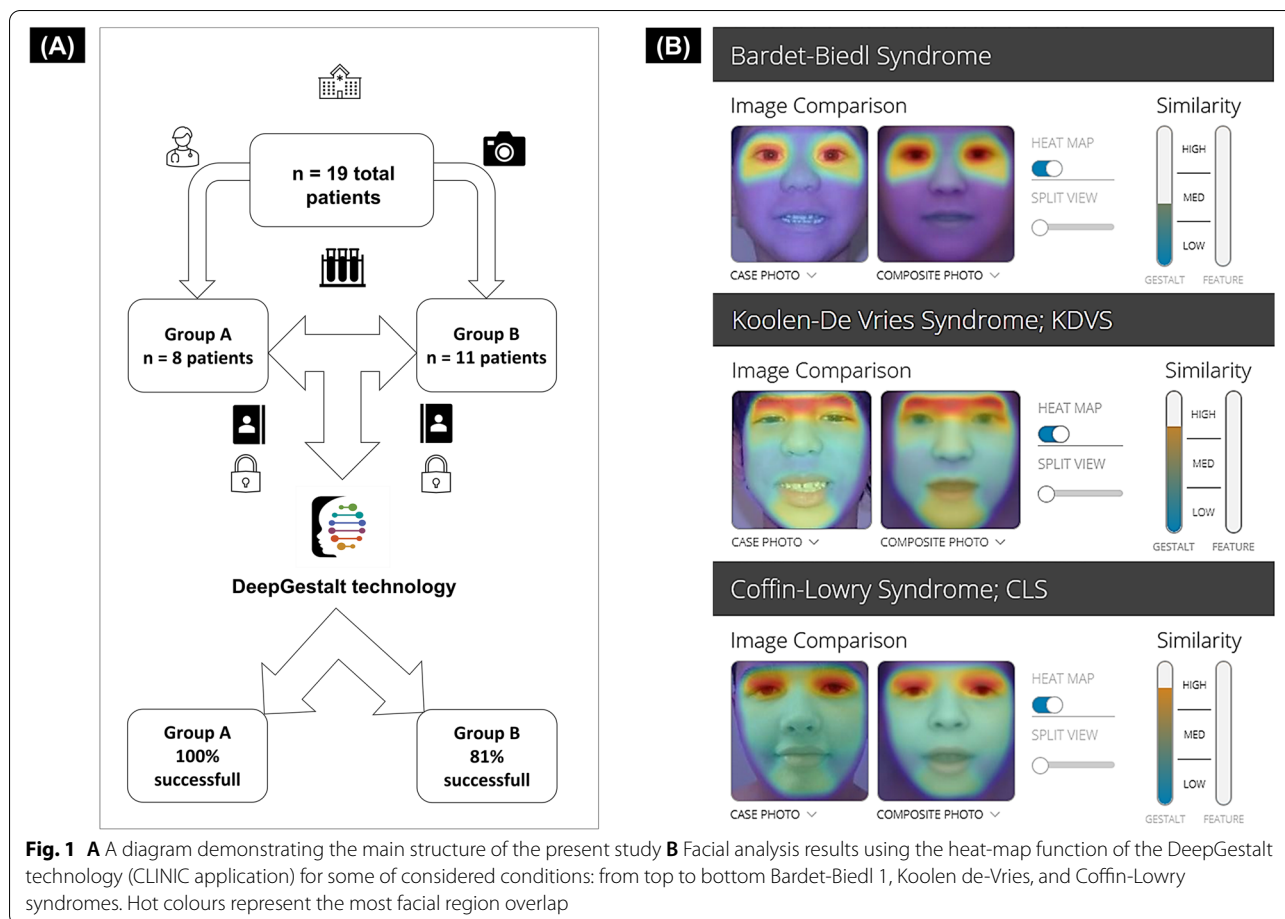 (A)
n = 19 total
patients
Group A
n = 8 patients
Group B
n = 11 patients
DeepGestalt technology
Group A
100%
successfull
Group B
81%
successfull
(B)
Bardet-Biedl Syndrome
Image Comparison
Similarity
HEAT MAP
SPLIT VIEW
HIGH
MED
LOW
CASE PHOTO
COMPOSITE PHOTO
GESTALT FEATURE
Koolen-De Vries Syndrome; KDVS
Image Comparison
Similarity
HEAT MAP
SPLIT VIEW
HIGH
MED
LOW
CASE PHOTO
COMPOSITE PHOTO
GESTALT FEATURE
Coffin-Lowry Syndrome; CLS
Image Comparison
Similarity
HEAT MAP
SPLIT VIEW
HIGH
MED
LOW
CASE PHOTO
COMPOSITE PHOTO
GESTALT FEATURE
Fig. 1 A A diagram demonstrating the main structure of the present study B Facial analysis results using the heat-map function of the DeepGestalt
technology (CLINIC application) for some of considered conditions: from top to bottom Bardet-Biedl 1, Koolen de-Vries, and Coffin-Lowry
syndromes. Hot colours represent the most facial region overlap